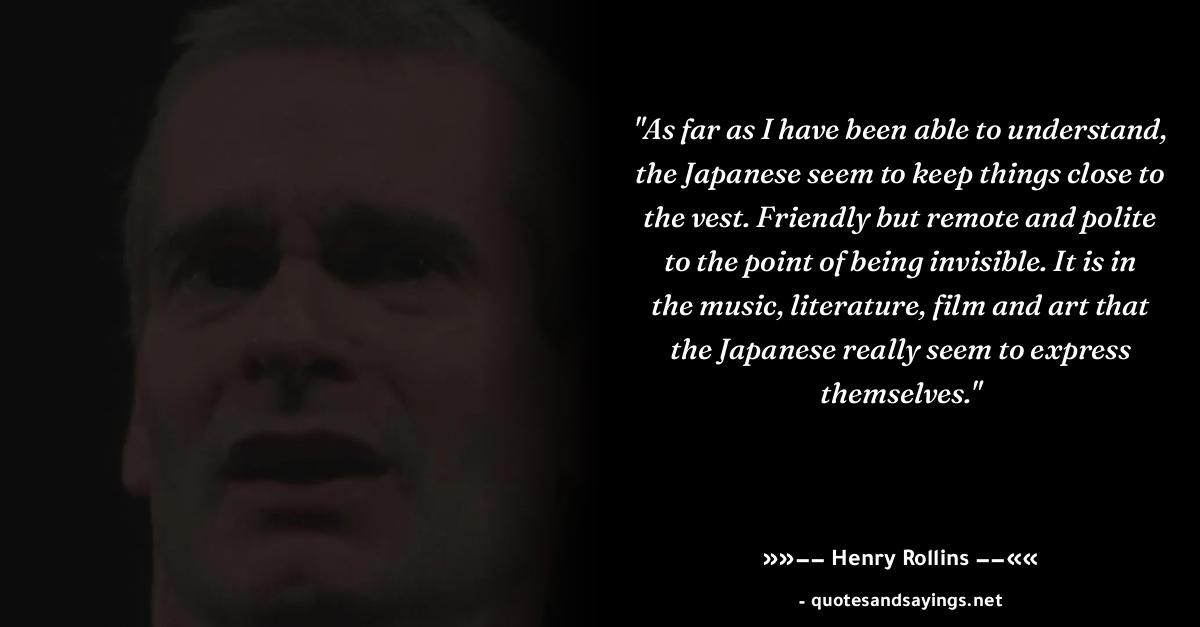 "As far as I have been able to understand,
the Japanese seem to keep things close to
the vest. Friendly but remote and polite
to the point of being invisible. It is in
the music, literature, film and art that
the Japanese really seem to express
themselves."
»»–– Henry Rollins ––««
- quotesandsayings.net